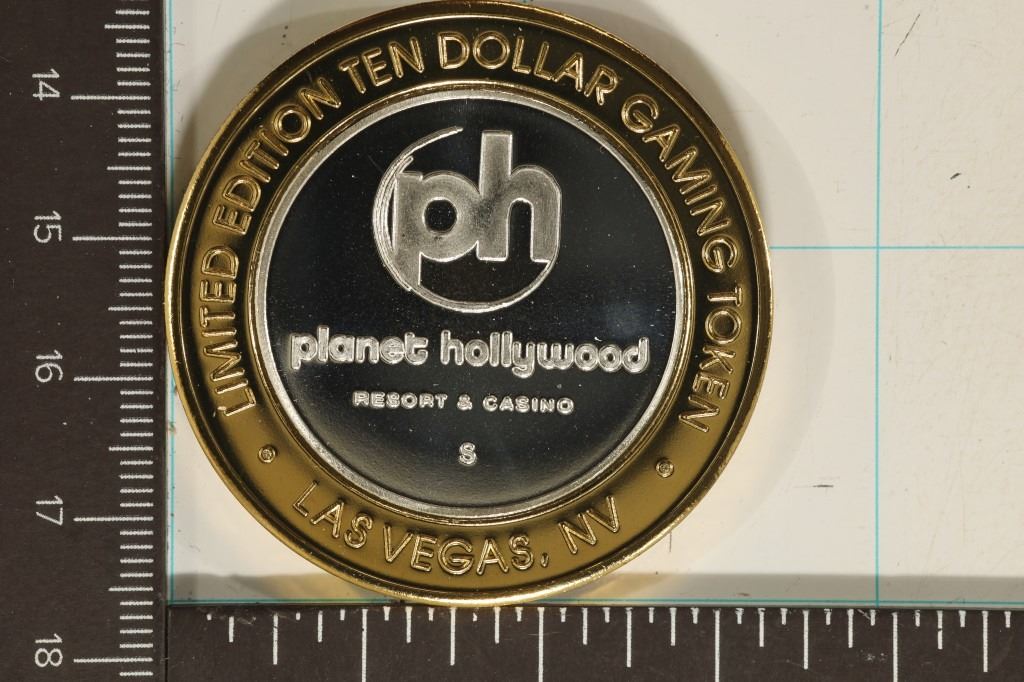 LIMITED EDITION TEN DOLLAR GAMING TOKEN
ph
planet hollywood
RESORT & CASINO
S
• LAS VEGAS, NV •
14
15
16
17
18